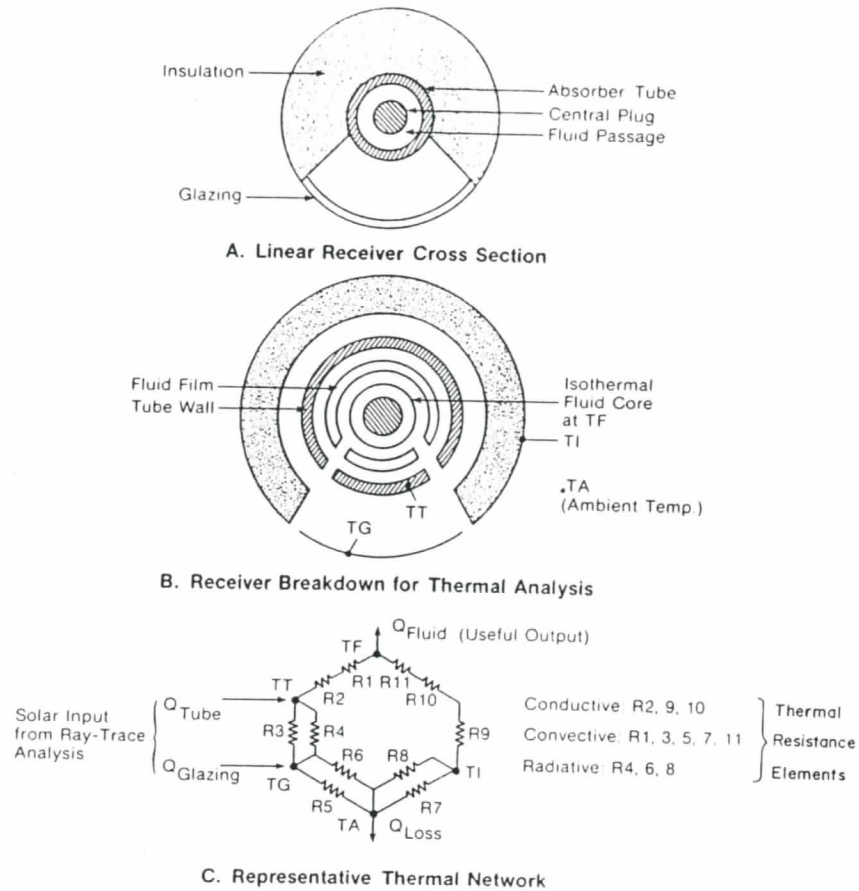 Insulation
Absorber Tube
Central Plug
Fluid Passage
Glazing
A. Linear Receiver Cross Section
Fluid Film
Tube Wall
Isothermal
Fluid Core
at TF
TI
.TA
(Ambient Temp.)
TT
TG
B. Receiver Breakdown for Thermal Analysis
QFluid (Useful Output)
TF
TT
R1
R11
R2
R10
QTube
Solar Input
from Ray-Trace
Analysis
R3
R4
R9
R6
R8
QGlazing
TG
TI
R5
R7
TA
QLoss
Conductive: R2, 9, 10
Convective: R1, 3, 5, 7, 11
Radiative: R4, 6, 8
Thermal
Resistance
Elements
C. Representative Thermal Network